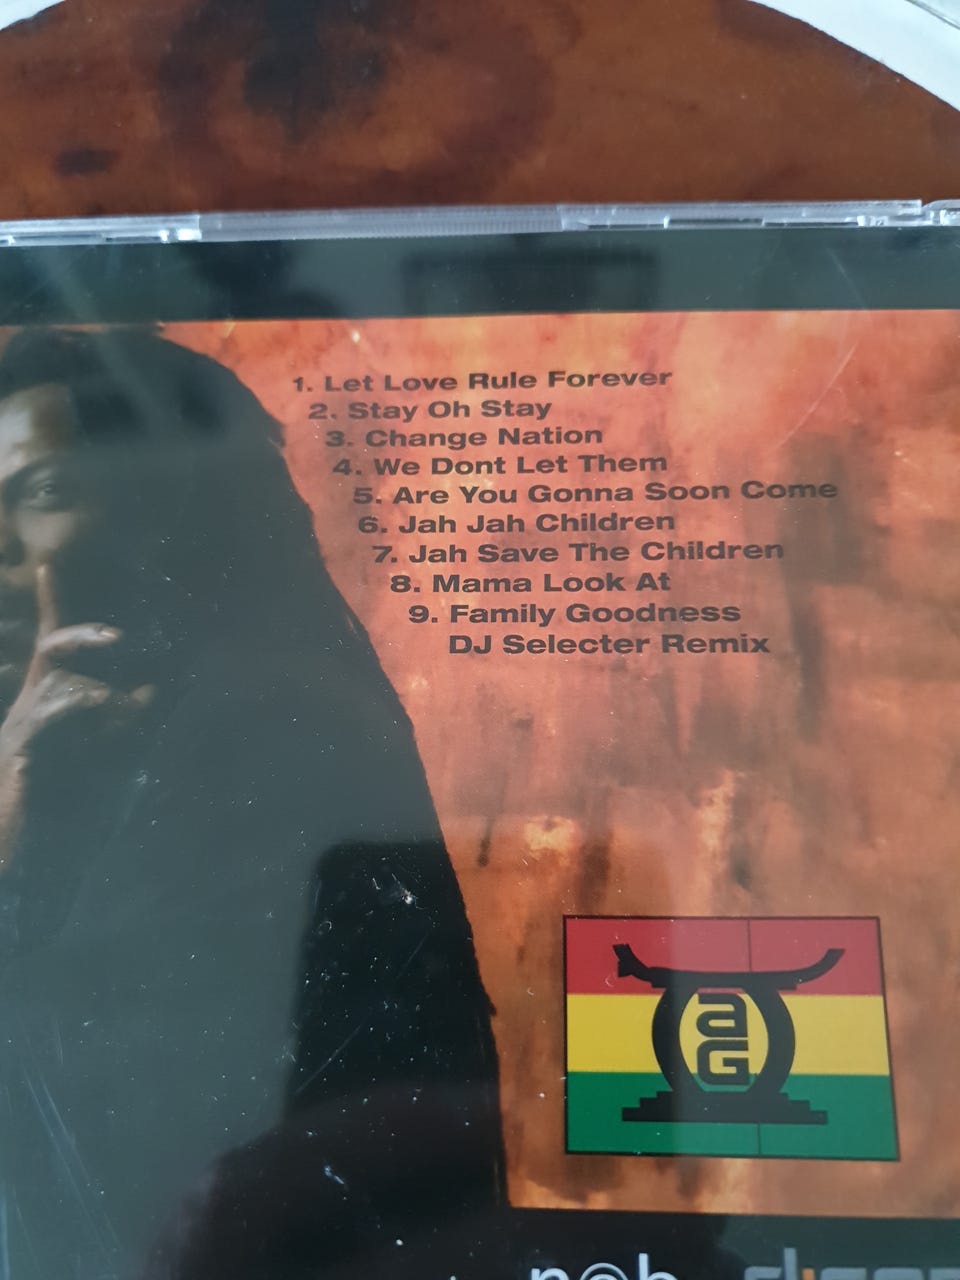 1. Let Love Rule Forever
2. Stay Oh Stay
3. Change Nation
4. We Dont Let Them
5. Are You Gonna Soon Come
6. Jah Jah Children
7. Jah Save The Children
8. Mama Look At
9. Family Goodness
DJ Selecter Remix
aG